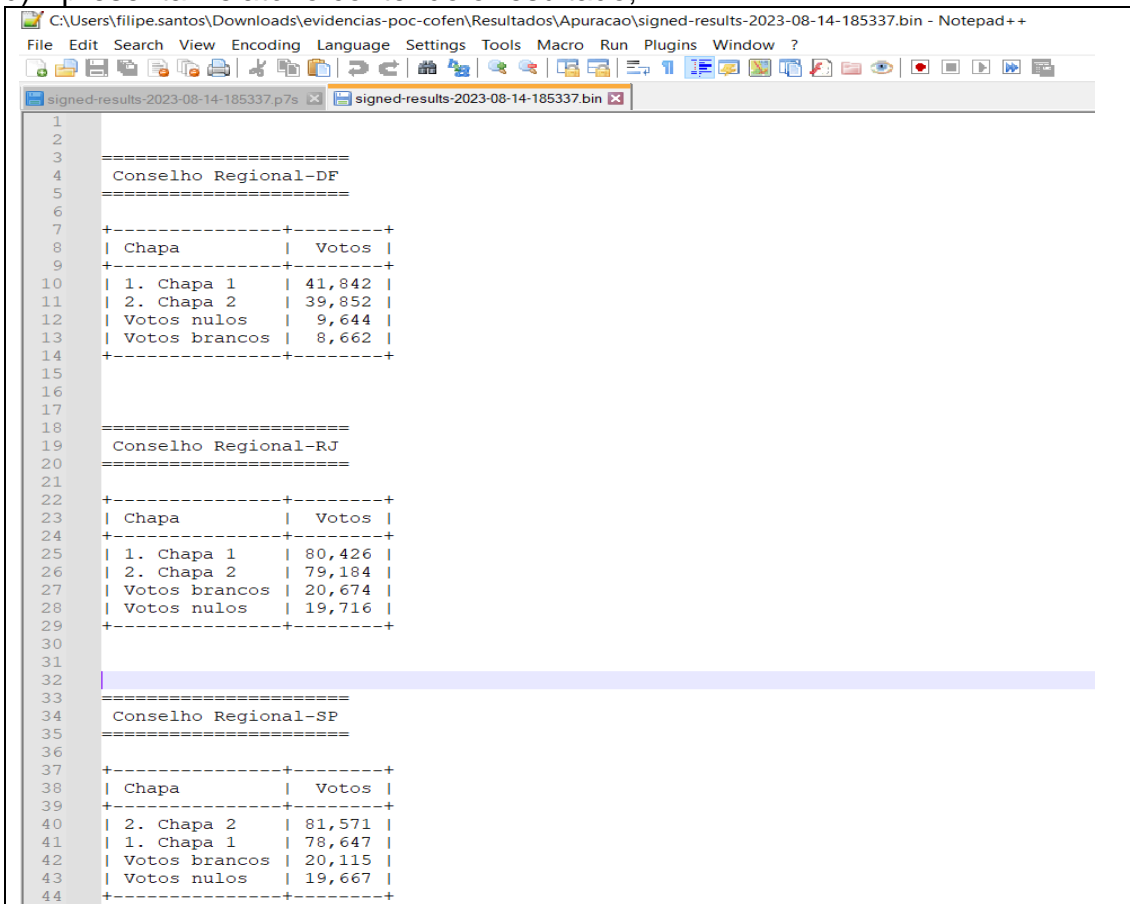 C:\Users\filipe.santos\Downloads\evidencias-poc-cofen\Resultados\Apuracao\signed-results-2023-08-14-185337.bin - Notepad++
File Edit Search View Encoding Language Settings Tools Macro Run Plugins Window ?
signed-results-2023-08-14-185337.p7s signed-results-2023-08-14-185337.bin
1
2
3 ======================
4 Conselho Regional-DF
5 ======================
6
7 +----------------+--------+
8 | Chapa | Votos |
9 +----------------+--------+
10 | 1. Chapa 1 | 41,842 |
11 | 2. Chapa 2 | 39,852 |
12 | Votos nulos | 9,644 |
13 | Votos brancos | 8,662 |
14 +----------------+--------+
15
16
17
18 ======================
19 Conselho Regional-RJ
20 ======================
21
22 +----------------+--------+
23 | Chapa | Votos |
24 +----------------+--------+
25 | 1. Chapa 1 | 80,426 |
26 | 2. Chapa 2 | 79,184 |
27 | Votos brancos | 20,674 |
28 | Votos nulos | 19,716 |
29 +----------------+--------+
30
31
32
33 ======================
34 Conselho Regional-SP
35 ======================
36
37 +----------------+--------+
38 | Chapa | Votos |
39 +----------------+--------+
40 | 2. Chapa 2 | 81,571 |
41 | 1. Chapa 1 | 78,647 |
42 | Votos brancos | 20,115 |
43 | Votos nulos | 19,667 |
44 +----------------+--------+